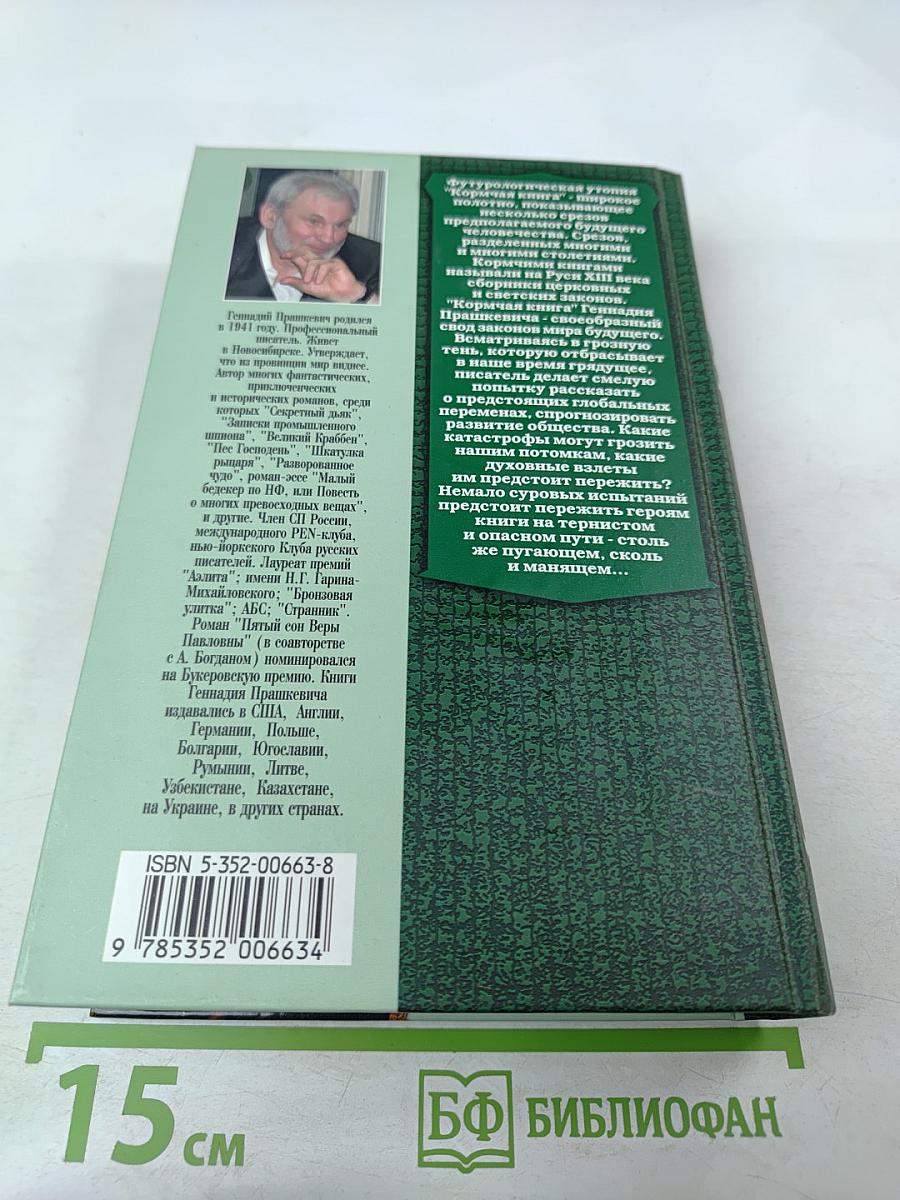 Геннадий Прашкевич родился
в 1941 году. Профессиональный
писатель. Живет
в Новосибирске. Утверждает,
что из провинции мир виднее.
Автор многих фантастических,
приключенческих
и исторических романов, среди
которых "Секретный дьяк",
"Записки промышленного
шпиона", "Великий Краббен",
"Пес Господень", "Шкатулка
рыцаря", "Разворованное
чудо", роман-эссе "Малый
бедекер по НФ, или Повесть
о многих превосходных вещах",
и другие. Член СП России,
международного PEN-клуба,
нью-йоркского Клуба русских
писателей. Лауреат премий
"Аэлита"; имени Н.Г. Гарина-
Михайловского; "Бронзовая
улитка"; АБС; "Странник".
Роман "Пятый сон Веры
Павловны" (в соавторстве
с А. Богданом) номинировался
на Букеровскую премию. Книги
Геннадия Прашкевича
издавались в США, Англии,
Германии, Польше,
Болгарии, Югославии,
Румынии, Литве,
Узбекистане, Казахстане,
на Украине, в других странах.
ISBN 5-352-00663-8
9 785352 006634
Футурологическая утопия
"Кормчая книга" - широкое
полотно, показывающее
несколько срезов
предполагаемого будущего
человечества. Срезов,
разделенных многими
и многими столетиями.
Кормчими книгами
называли на Руси XIII века
сборники церковных
и светских законов.
"Кормчая книга" Геннадия
Прашкевича - своеобразный
свод законов мира будущего.
Всматриваясь в грозную
тень, которую отбрасывает
в наше время грядущее,
писатель делает смелую
попытку рассказать
о предстоящих глобальных
переменах, спрогнозировать
развитие общества. Какие
катастрофы могут грозить
нашим потомкам, какие
духовные взлеты
им предстоит пережить?
Немало суровых испытаний
предстоит пережить героям
книги на тернистом
и опасном пути - столь
же пугающем, сколь
и манящем...
15 см
БФ БИБЛИОФАН